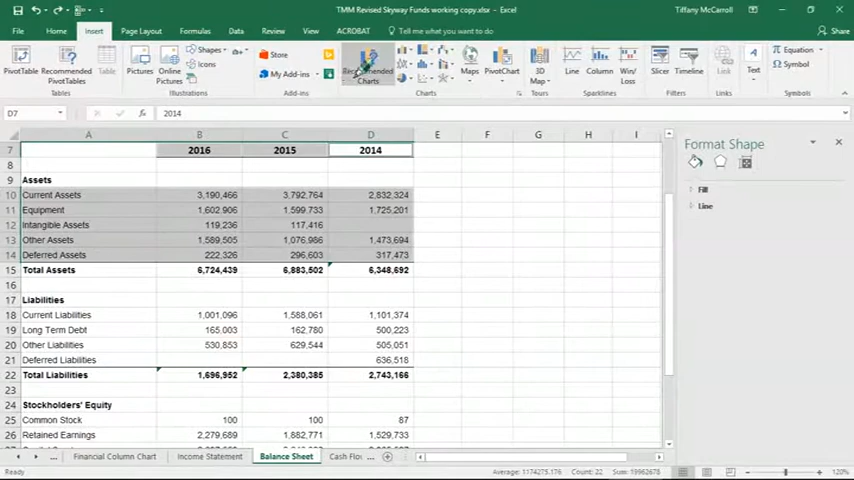 TMM Revised Skyway Funds working copy.xlsx - Excel
Tiffany McCarroll
File Home Insert Page Layout Formulas Data Review View ACROBAT Tell me what you want to do...
Share
PivotTable Recommended PivotTables Table
Pictures Online Pictures Shapes Icons
Store
My Add-ins
Recommended Charts
Maps PivotChart
3D Map
Line Column Win/Loss
Slicer Timeline
Link
Text
Equation
Symbol
Tables Illustrations Add-ins Charts Tours Sparklines Filters Links Symbols
D7 fx 2014
A B C D E F G H I
7 2016 2015 2014
8
9 Assets
10 Current Assets 3,190,466 3,792,764 2,832,324
11 Equipment 1,602,906 1,599,733 1,725,201
12 Intangible Assets 119,236 117,416
13 Other Assets 1,589,505 1,076,986 1,473,694
14 Deferred Assets 222,326 296,603 317,473
15 Total Assets 6,724,439 6,883,502 6,348,692
16
17 Liabilities
18 Current Liabilities 1,001,096 1,588,061 1,101,374
19 Long Term Debt 165,003 162,780 500,223
20 Other Liabilities 530,853 629,544 505,051
21 Deferred Liabilities 636,518
22 Total Liabilities 1,696,952 2,380,385 2,743,166
23
24 Stockholders' Equity
25 Common Stock 100 100 87
26 Retained Earnings 2,279,689 1,882,771 1,529,733
Format Shape
Fill
Line
... Financial Column Chart Income Statement Balance Sheet Cash Flo ...
Ready
Average: 1174275.176 Count: 22 Sum: 19962678
120%